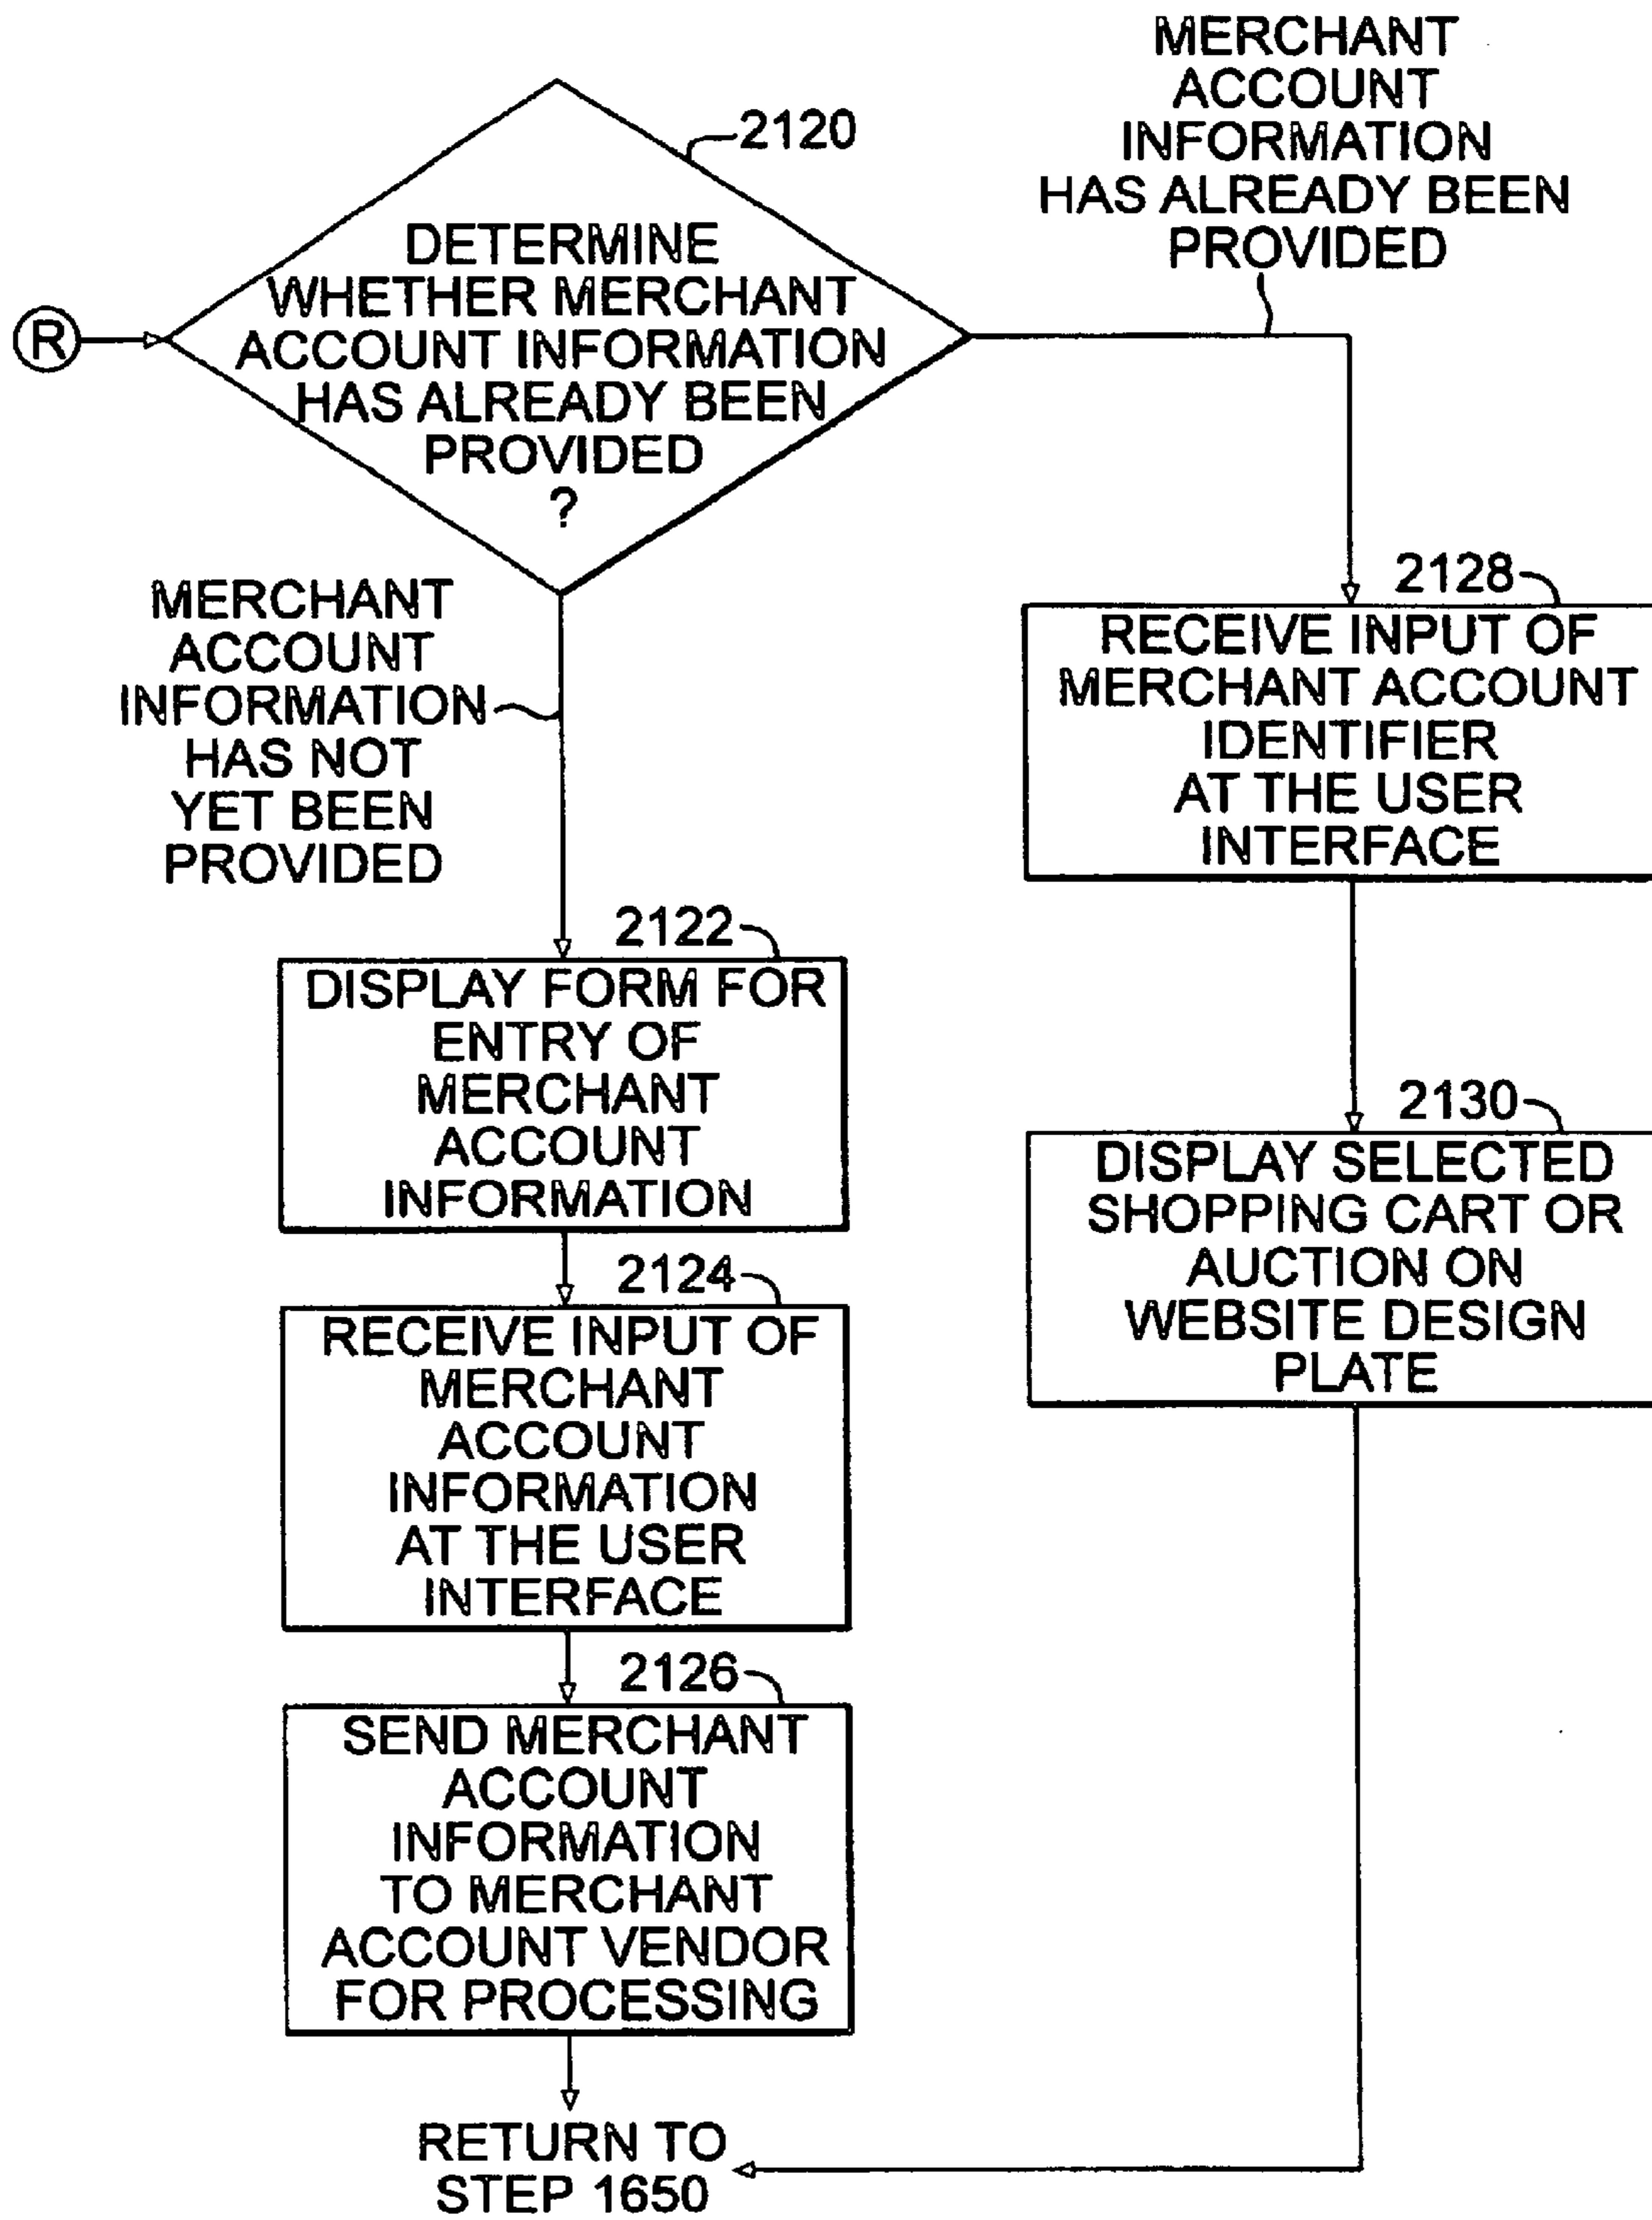 MERCHANT
ACCOUNT
INFORMATION
HAS ALREADY BEEN
PROVIDED
2120
DETERMINE
WHETHER MERCHANT
ACCOUNT INFORMATION
HAS ALREADY BEEN
PROVIDED
?
R
MERCHANT
ACCOUNT
INFORMATION
HAS NOT
YET BEEN
PROVIDED
2128
RECEIVE INPUT OF
MERCHANT ACCOUNT
IDENTIFIER
AT THE USER
INTERFACE
2122
DISPLAY FORM FOR
ENTRY OF
MERCHANT
ACCOUNT
INFORMATION
2130
DISPLAY SELECTED
SHOPPING CART OR
AUCTION ON
WEBSITE DESIGN
PLATE
2124
RECEIVE INPUT OF
MERCHANT
ACCOUNT
INFORMATION
AT THE USER
INTERFACE
2126
SEND MERCHANT
ACCOUNT
INFORMATION
TO MERCHANT
ACCOUNT VENDOR
FOR PROCESSING
RETURN TO
STEP 1650